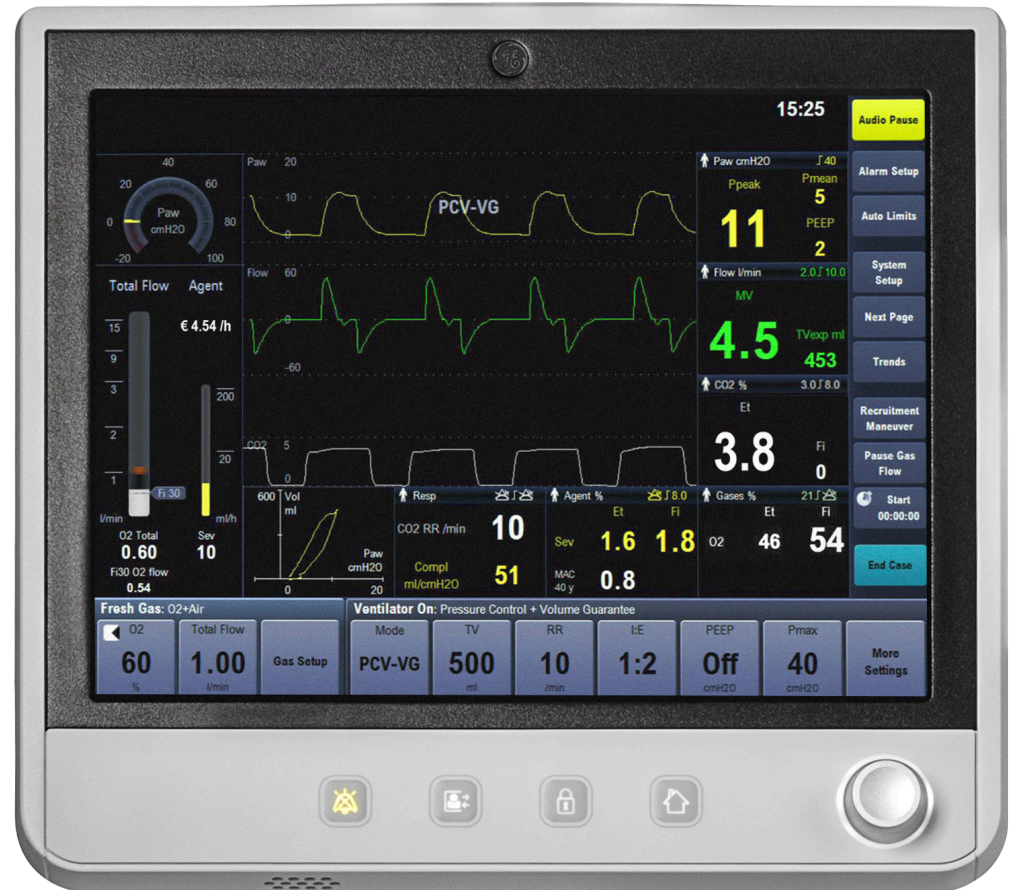 15:25
Audio Pause
Alarm Setup
Auto Limits
System
Setup
Next Page
Trends
Recruitment
Maneuver
Pause Gas
Flow
Start
00:00:00
End Case
40
20 60
0 80
-20 100
Paw
cmH2O
Paw 20
10
0
PCV-VG
Flow 60
0
-60
CO2 5
0
Paw cmH2O 40
Ppeak Pmean
11 5
PEEP
2
Flow l/min 2.0 10.0
MV
4.5
TVexp ml
453
CO2 % 3.0 8.0
Et
3.8
Fi
0
Total Flow Agent
€ 4.54 /h
15
9
3
2
1
200
20
Fi 30
l/min ml/h
O2 Total Sev
0.60 10
Fi30 O2 flow
0.54
600 Vol
ml
Paw
cmH2O
0 20
Resp
CO2 RR /min 10
Compl
ml/cmH2O 51
Agent % 8.0
Et Fi
Sev 1.6 1.8
MAC
40 y 0.8
Gases % 21
Et Fi
O2 46 54
Fresh Gas: O2+Air
O2
60
%
Total Flow
1.00
l/min
Gas Setup
Ventilator On: Pressure Control + Volume Guarantee
Mode
PCV-VG
TV
500
ml
RR
10
/min
I:E
1:2
PEEP
Off
cmH2O
Pmax
40
cmH2O
More
Settings